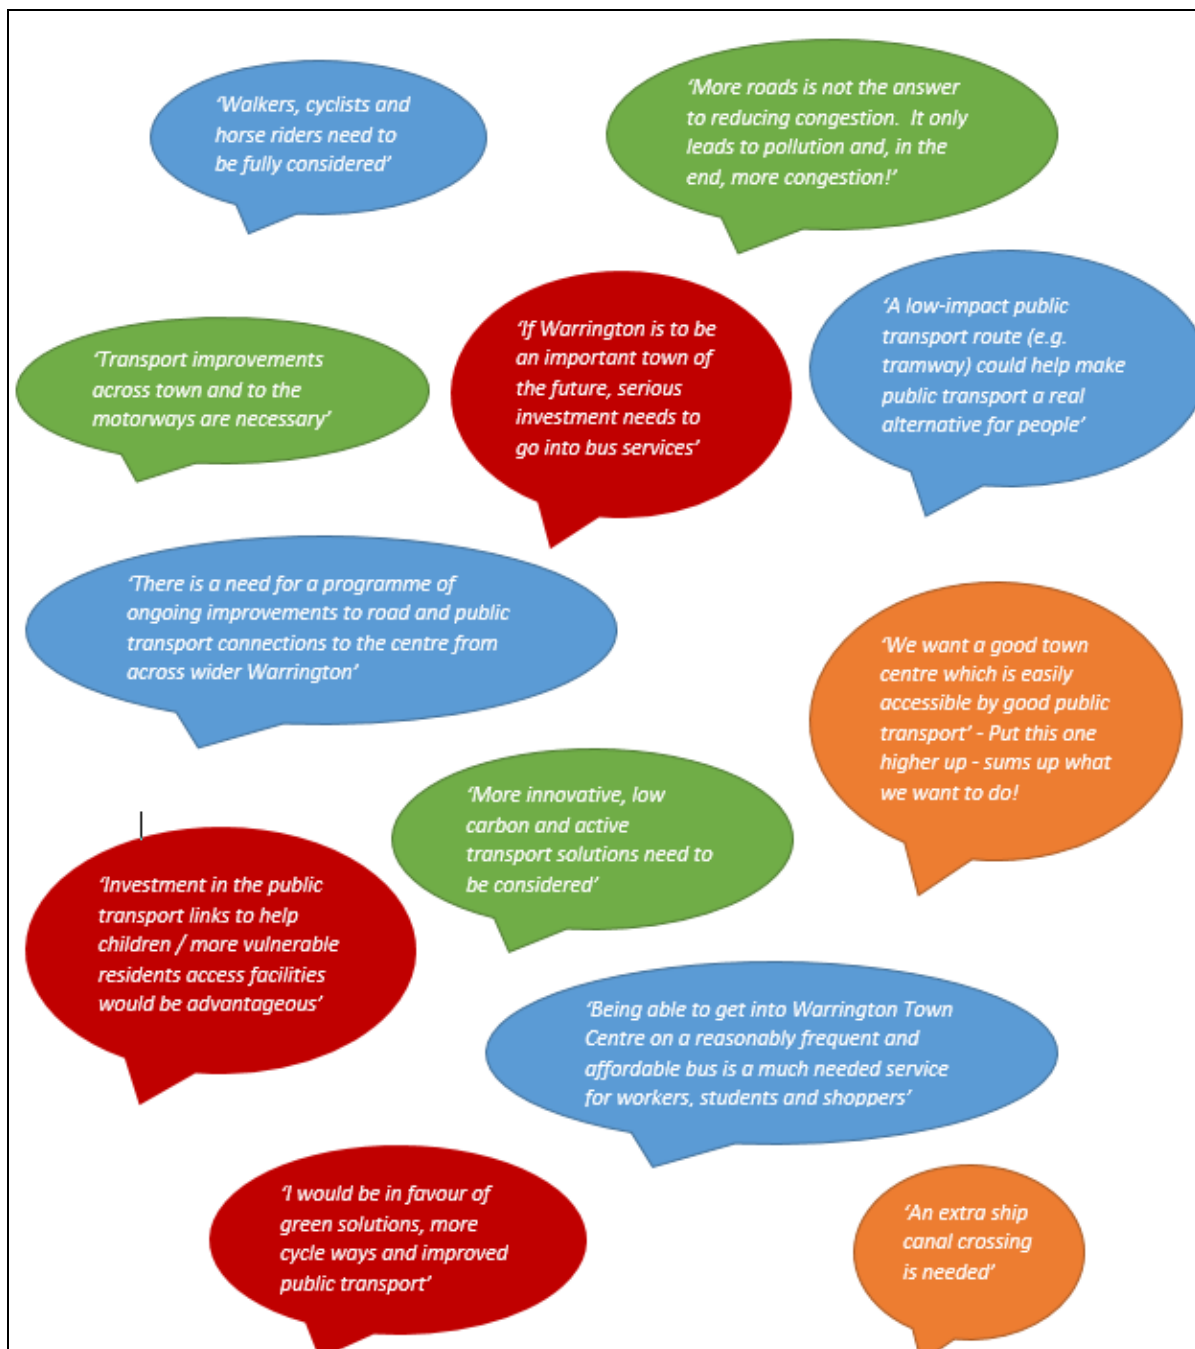 ‘Walkers, cyclists and
horse riders need to
be fully considered’
‘More roads is not the answer
to reducing congestion.  It only
leads to pollution and, in the
end, more congestion!’
‘Transport improvements
across town and to the
motorways are necessary’
‘If Warrington is to be
an important town of
the future, serious
investment needs to
go into bus services’
‘A low-impact public
transport route (e.g.
tramway) could help make
public transport a real
alternative for people’
‘There is a need for a programme of
ongoing improvements to road and public
transport connections to the centre from
across wider Warrington’
‘We want a good town
centre which is easily
accessible by good public
transport’ - Put this one
higher up - sums up what
we want to do!
‘More innovative, low
carbon and active
transport solutions need to
be considered’
‘Investment in the public
transport links to help
children / more vulnerable
residents access facilities
would be advantageous’
‘Being able to get into Warrington Town
Centre on a reasonably frequent and
affordable bus is a much needed service
for workers, students and shoppers’
‘I would be in favour of
green solutions, more
cycle ways and improved
public transport’
‘An extra ship
canal crossing
is needed’